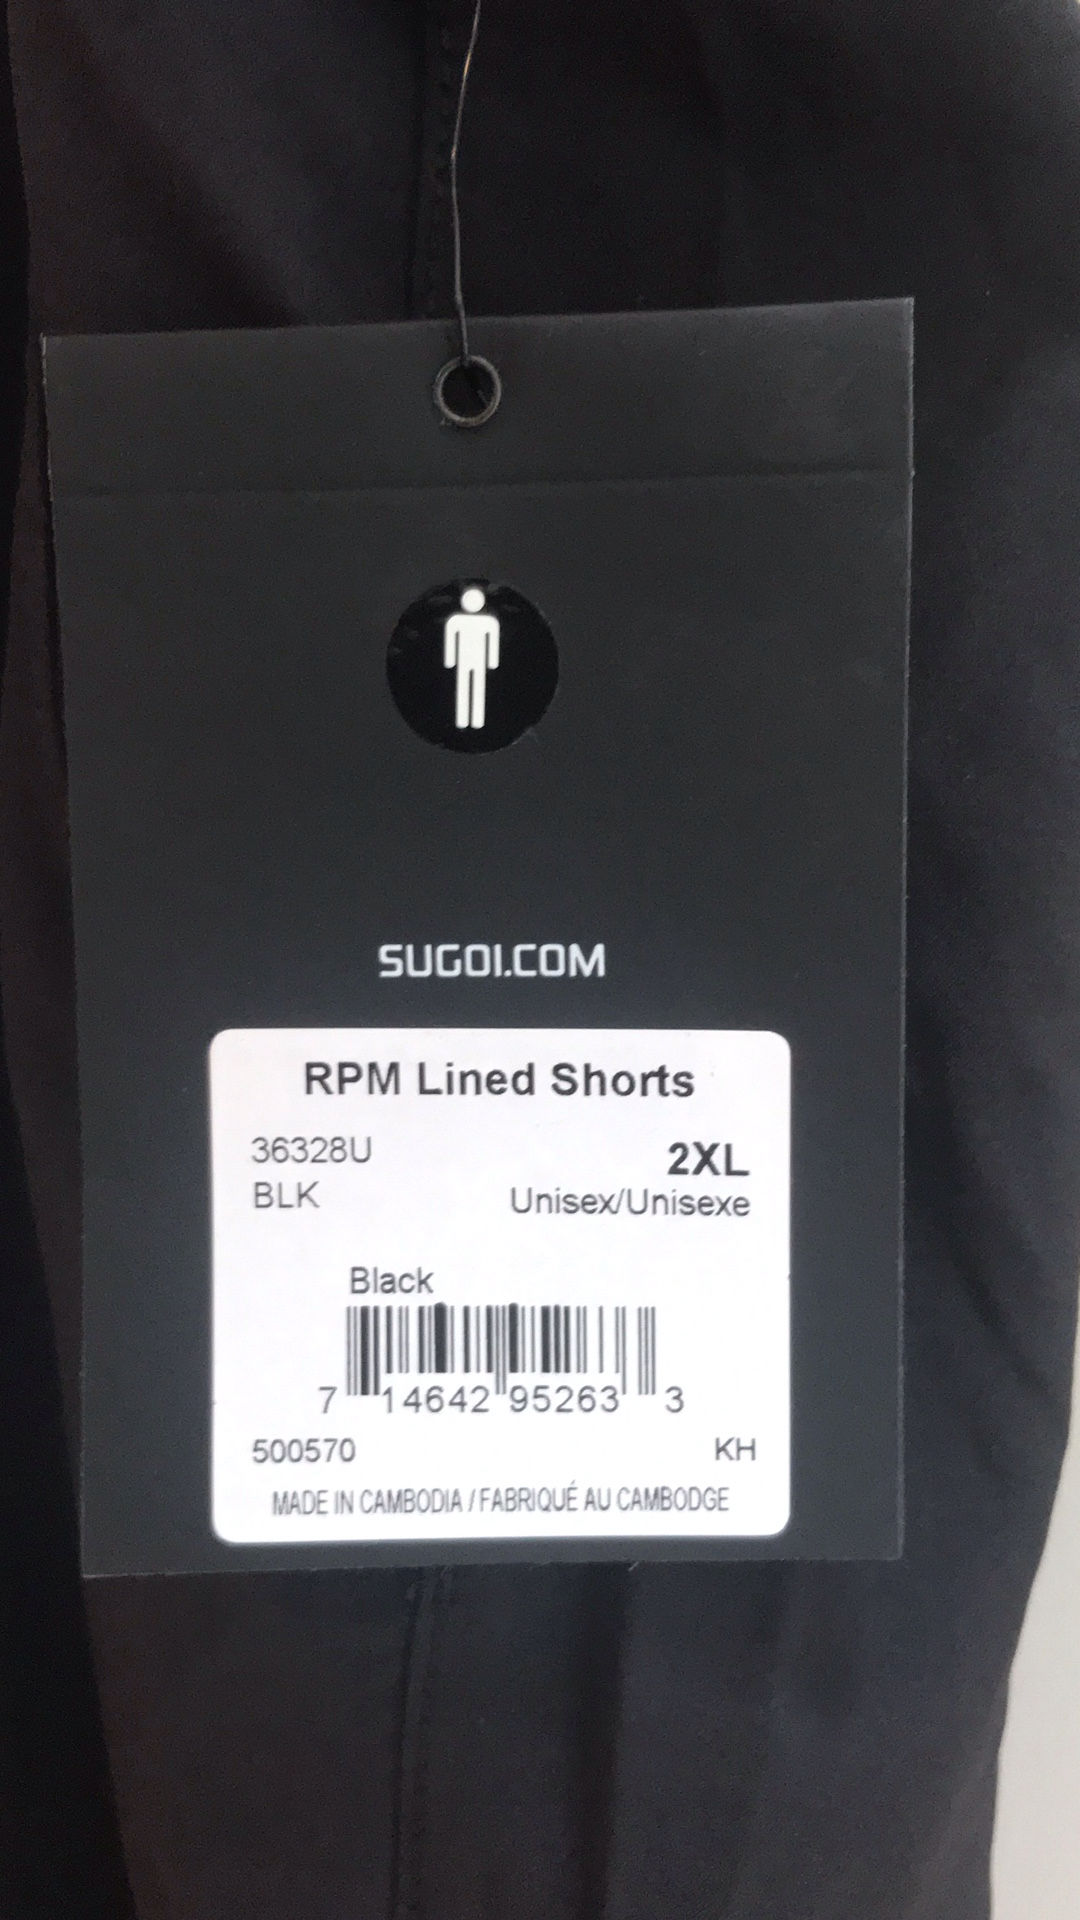 SUGOI.COM
RPM Lined Shorts
36328U
2XL
BLK
Unisex/Unisexe
Black
7 14642 95263 3
500570
KH
MADE IN CAMBODIA / FABRIQUÉ AU CAMBODGE